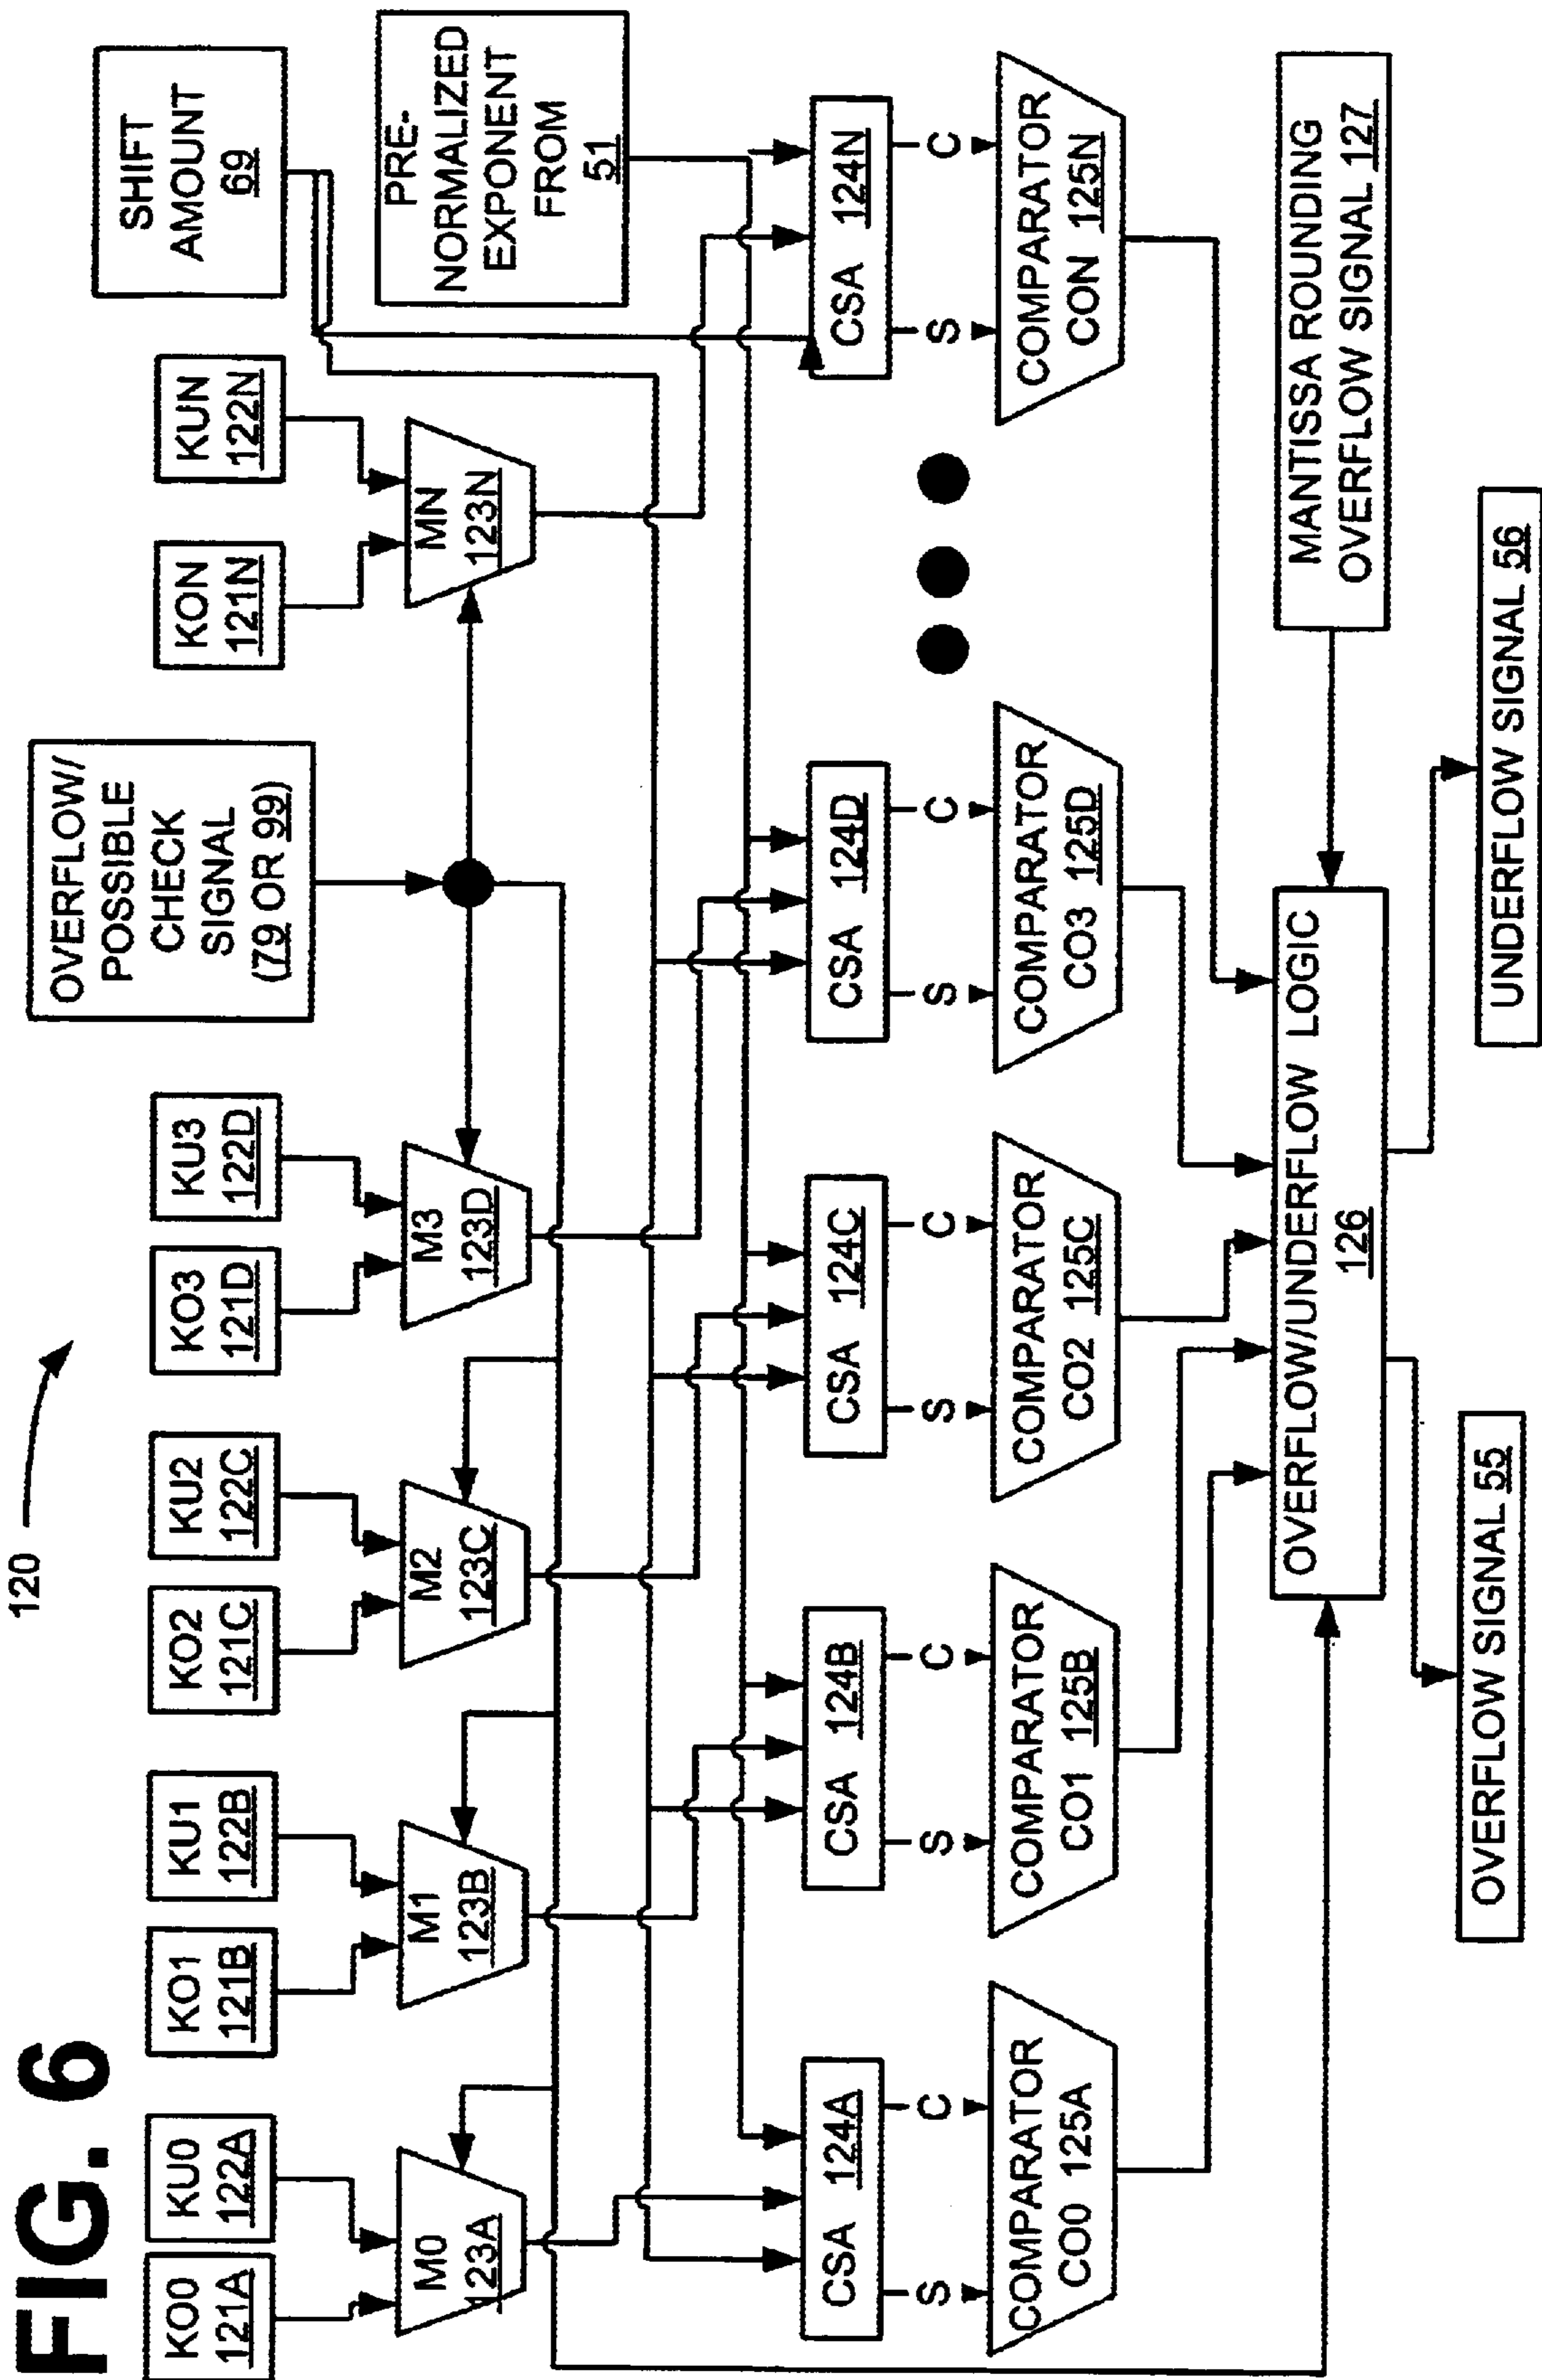 FIG. 6
120
KO0
121A
KU0
122A
KO1
121B
KU1
122B
KO2
121C
KU2
122C
KO3
121D
KU3
122D
OVERFLOW/
POSSIBLE
CHECK
SIGNAL
(79 OR 99)
KON
121N
KUN
122N
SHIFT
AMOUNT
69
PRE-
NORMALIZED
EXPONENT
FROM
51
M0
123A
M1
123B
M2
123C
M3
123D
MN
123N
CSA 124A
CSA 124B
CSA 124C
CSA 124D
CSA 124N
S C
S C
S C
S C
S C
COMPARATOR
CO0 125A
COMPARATOR
CO1 125B
COMPARATOR
CO2 125C
COMPARATOR
CO3 125D
COMPARATOR
CON 125N
OVERFLOW/UNDERFLOW LOGIC
126
MANTISSA ROUNDING
OVERFLOW SIGNAL 127
OVERFLOW SIGNAL 55
UNDERFLOW SIGNAL 56